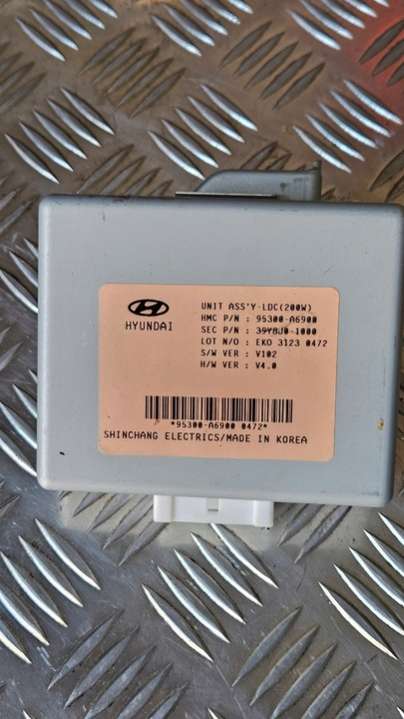 UNIT ASS'Y-LDC(200W)
HMC P/N : 95300-A6900
SEC P/N : 39Y8J0-1000
LOT N/O : EKO 3123 0472
S/W VER : V102
H/W VER : V4.0
HYUNDAI
*95300-A6900 0472*
SHINCHANG ELECTRICS/MADE IN KOREA